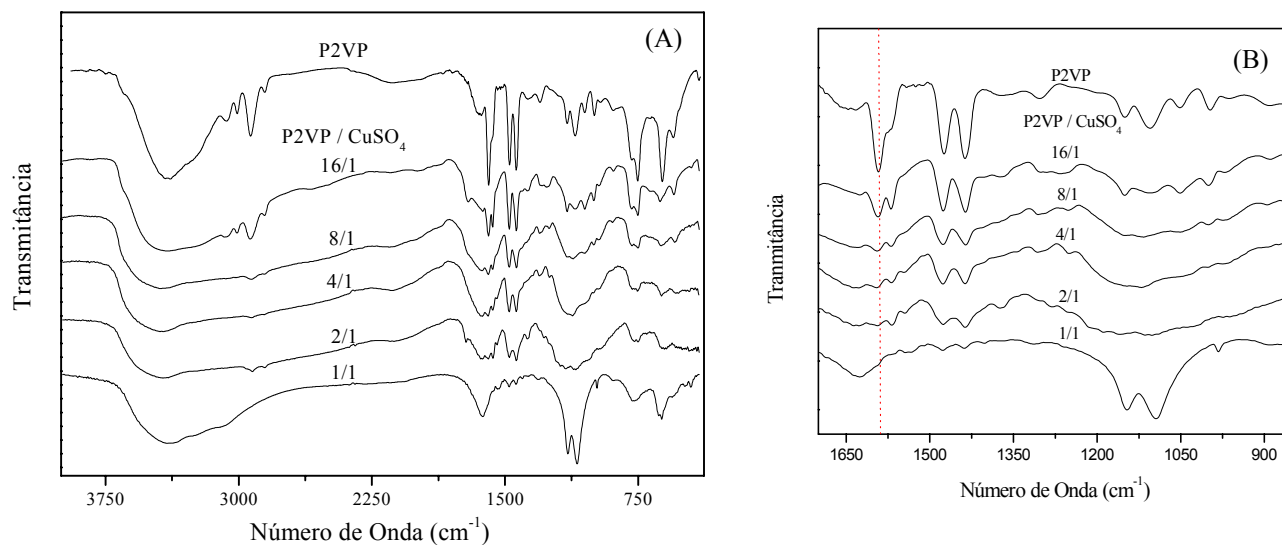 (A)
P2VP
P2VP / CuSO₄
16/1
8/1
4/1
2/1
1/1
Transmitância
3750 3000 2250 1500 750
Número de Onda (cm⁻¹)
(B)
P2VP
P2VP / CuSO₄
16/1
8/1
4/1
2/1
1/1
Tranmitância
1650 1500 1350 1200 1050 900
Número de Onda (cm⁻¹)